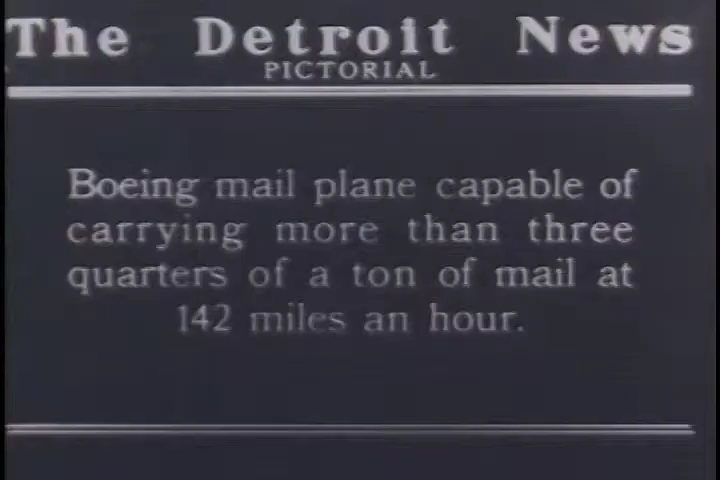 The Detroit News
PICTORIAL
Boeing mail plane capable of
carrying more than three
quarters of a ton of mail at
142 miles an hour.